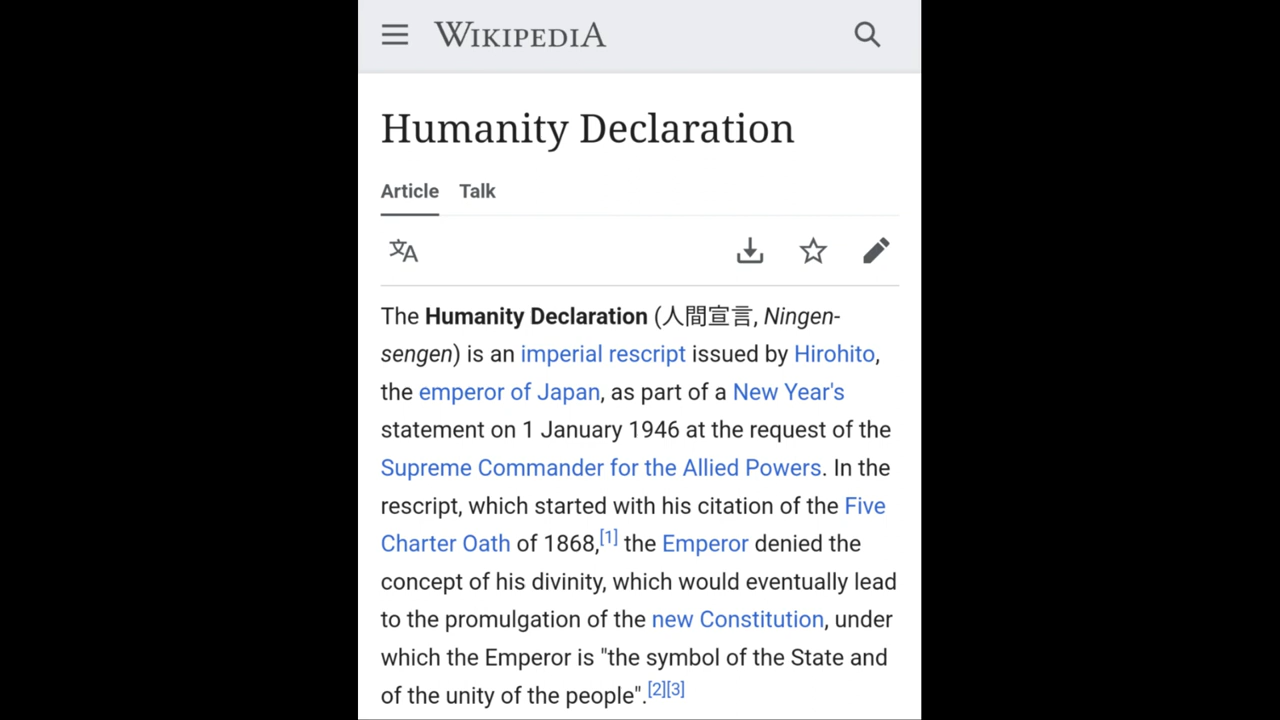 WIKIPEDIA
Humanity Declaration
Article Talk
文A
The Humanity Declaration (人間宣言, Ningen-
sengen) is an imperial rescript issued by Hirohito,
the emperor of Japan, as part of a New Year's
statement on 1 January 1946 at the request of the
Supreme Commander for the Allied Powers. In the
rescript, which started with his citation of the Five
Charter Oath of 1868,[1] the Emperor denied the
concept of his divinity, which would eventually lead
to the promulgation of the new Constitution, under
which the Emperor is "the symbol of the State and
of the unity of the people".[2][3]